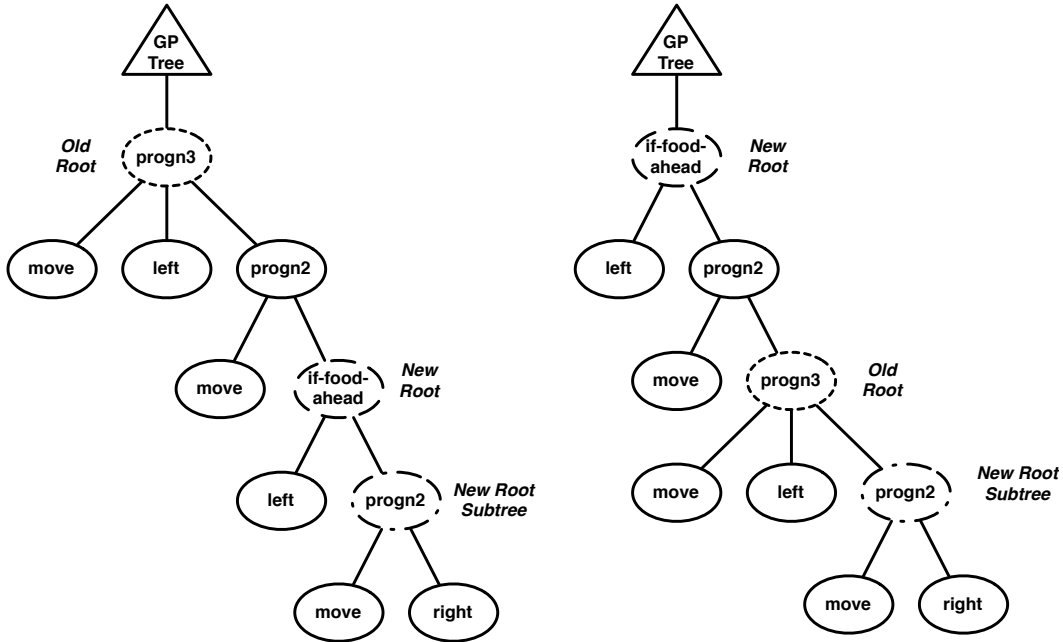 GP
Tree
Old
Root
progn3
move
left
progn2
move
if-food-
ahead
New
Root
left
progn2
New Root
Subtree
move
right
GP
Tree
if-food-
ahead
New
Root
left
progn2
move
progn3
Old
Root
move
left
progn2
New Root
Subtree
move
right